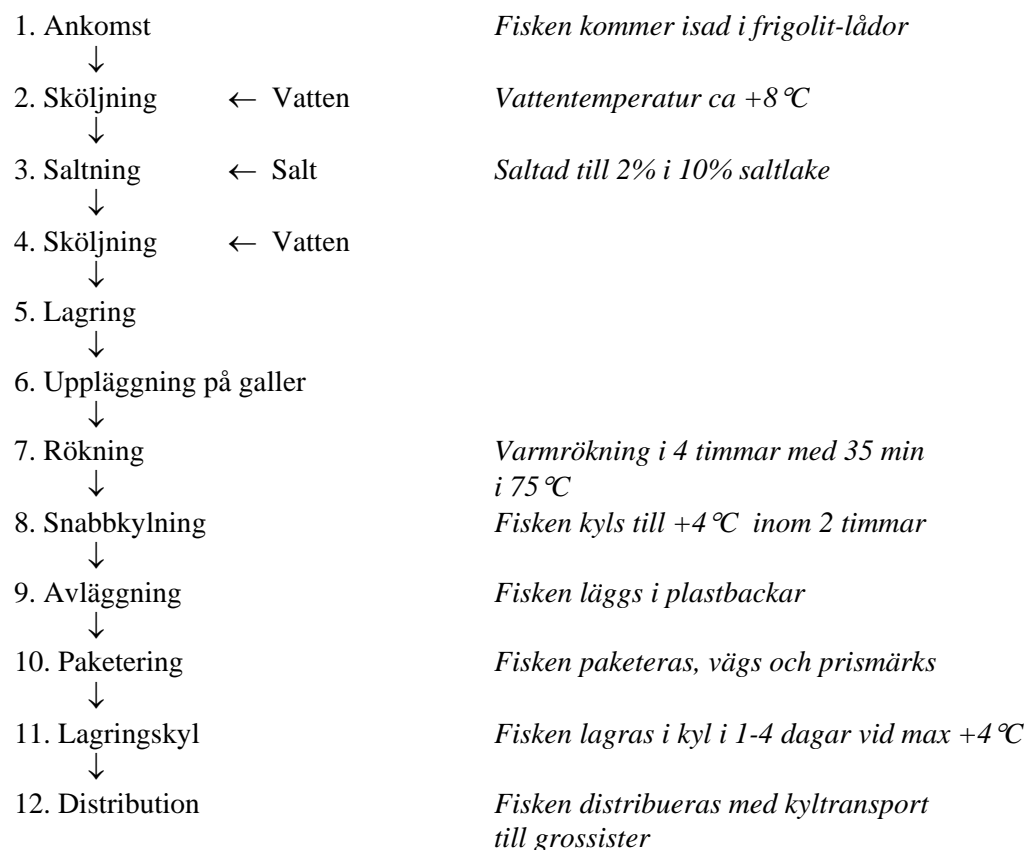 1. Ankomst Fisken kommer isad i frigolit-lådor
↓
2. Sköljning ← Vatten Vattentemperatur ca +8°C
↓
3. Saltning ← Salt Saltad till 2% i 10% saltlake
↓
4. Sköljning ← Vatten
↓
5. Lagring
↓
6. Uppläggning på galler
↓
7. Rökning Varmrökning i 4 timmar med 35 min
↓ i 75°C
8. Snabbkylning Fisken kyls till +4°C inom 2 timmar
↓
9. Avläggning Fisken läggs i plastbackar
↓
10. Paketering Fisken paketeras, vägs och prismärks
↓
11. Lagringskyl Fisken lagras i kyl i 1-4 dagar vid max +4°C
↓
12. Distribution Fisken distribueras med kyltransport
till grossister